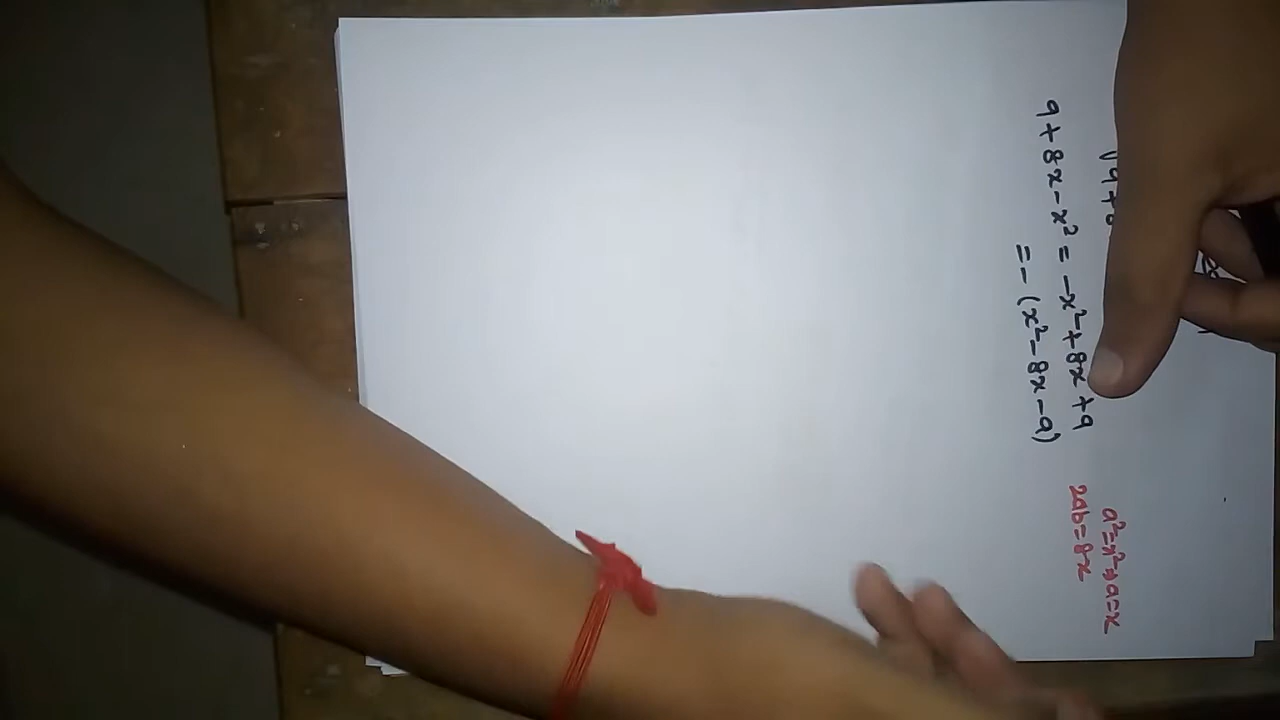 9 + 8x - x² = -x² + 8x + 9
= - (x² - 8x - 9)
a² = x² ⇒ a = x
2ab = 8x